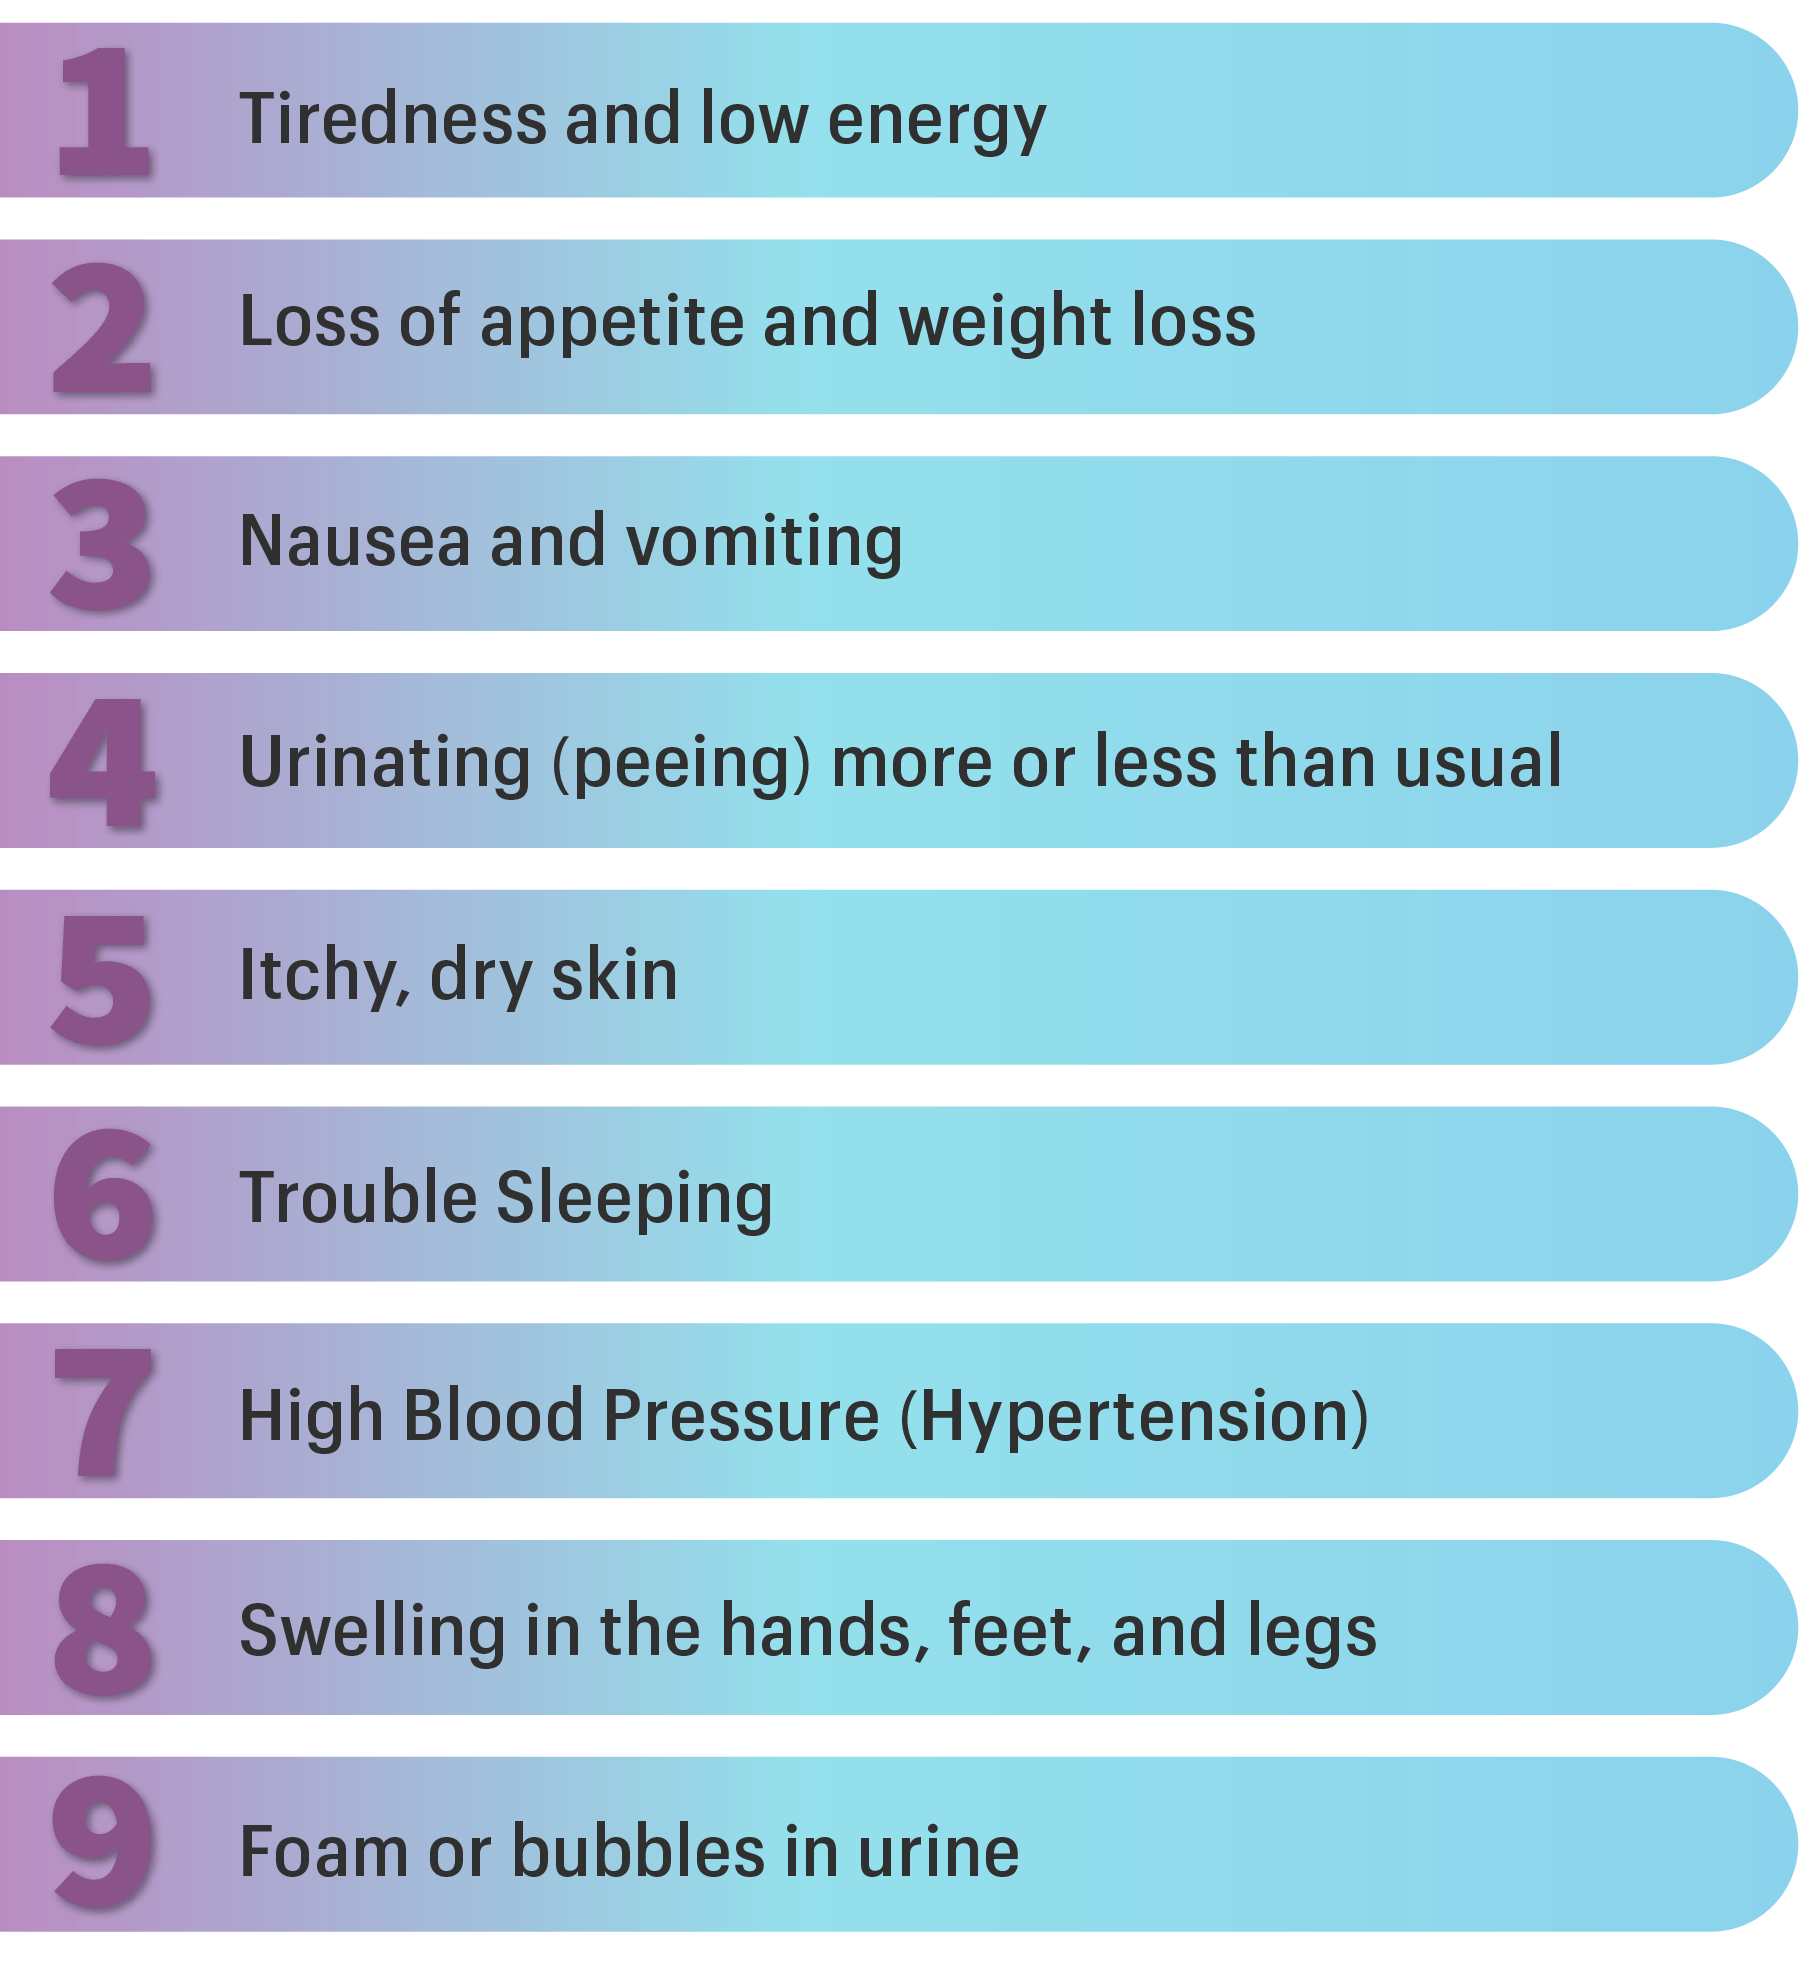 1 Tiredness and low energy
2 Loss of appetite and weight loss
3 Nausea and vomiting
4 Urinating (peeing) more or less than usual
5 Itchy, dry skin
6 Trouble Sleeping
7 High Blood Pressure (Hypertension)
8 Swelling in the hands, feet, and legs
9 Foam or bubbles in urine